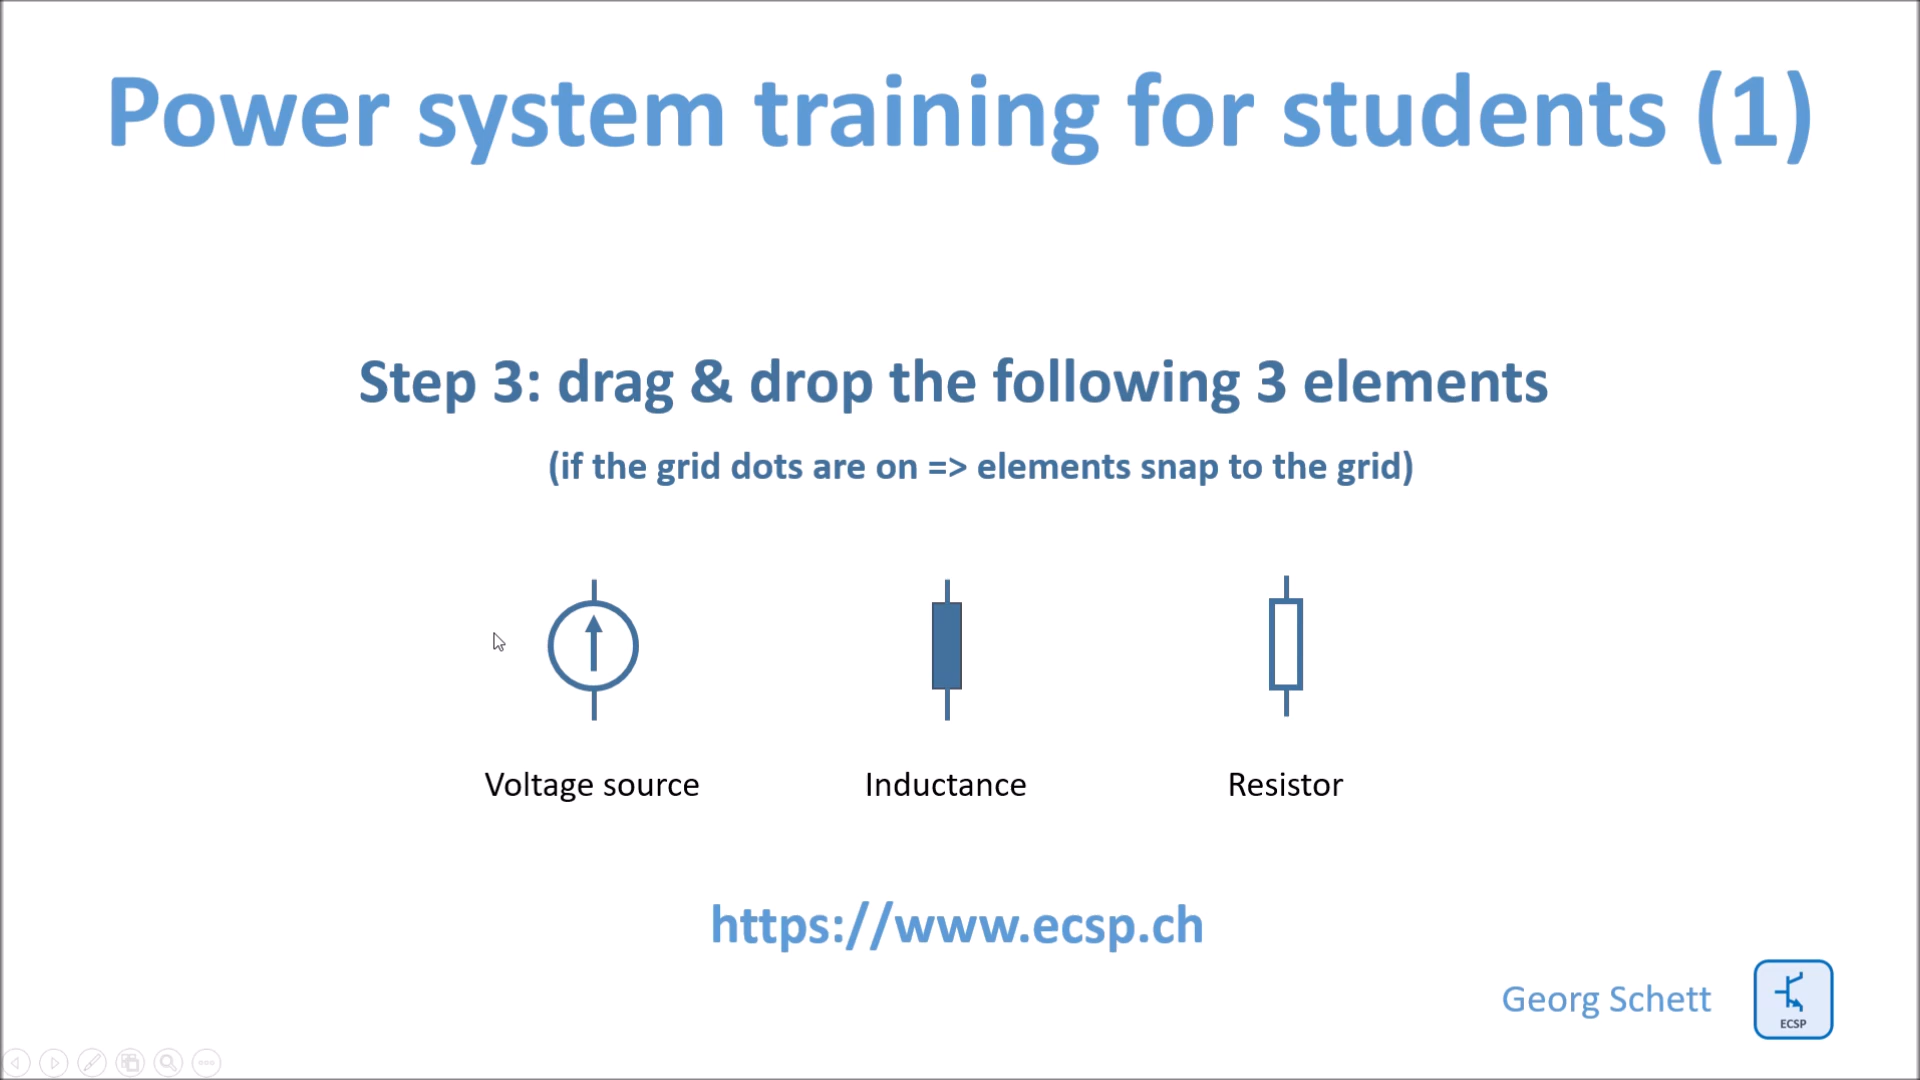 Power system training for students (1)
Step 3: drag & drop the following 3 elements
(if the grid dots are on => elements snap to the grid)
Voltage source
Inductance
Resistor
https://www.ecsp.ch
Georg Schett
ECSP